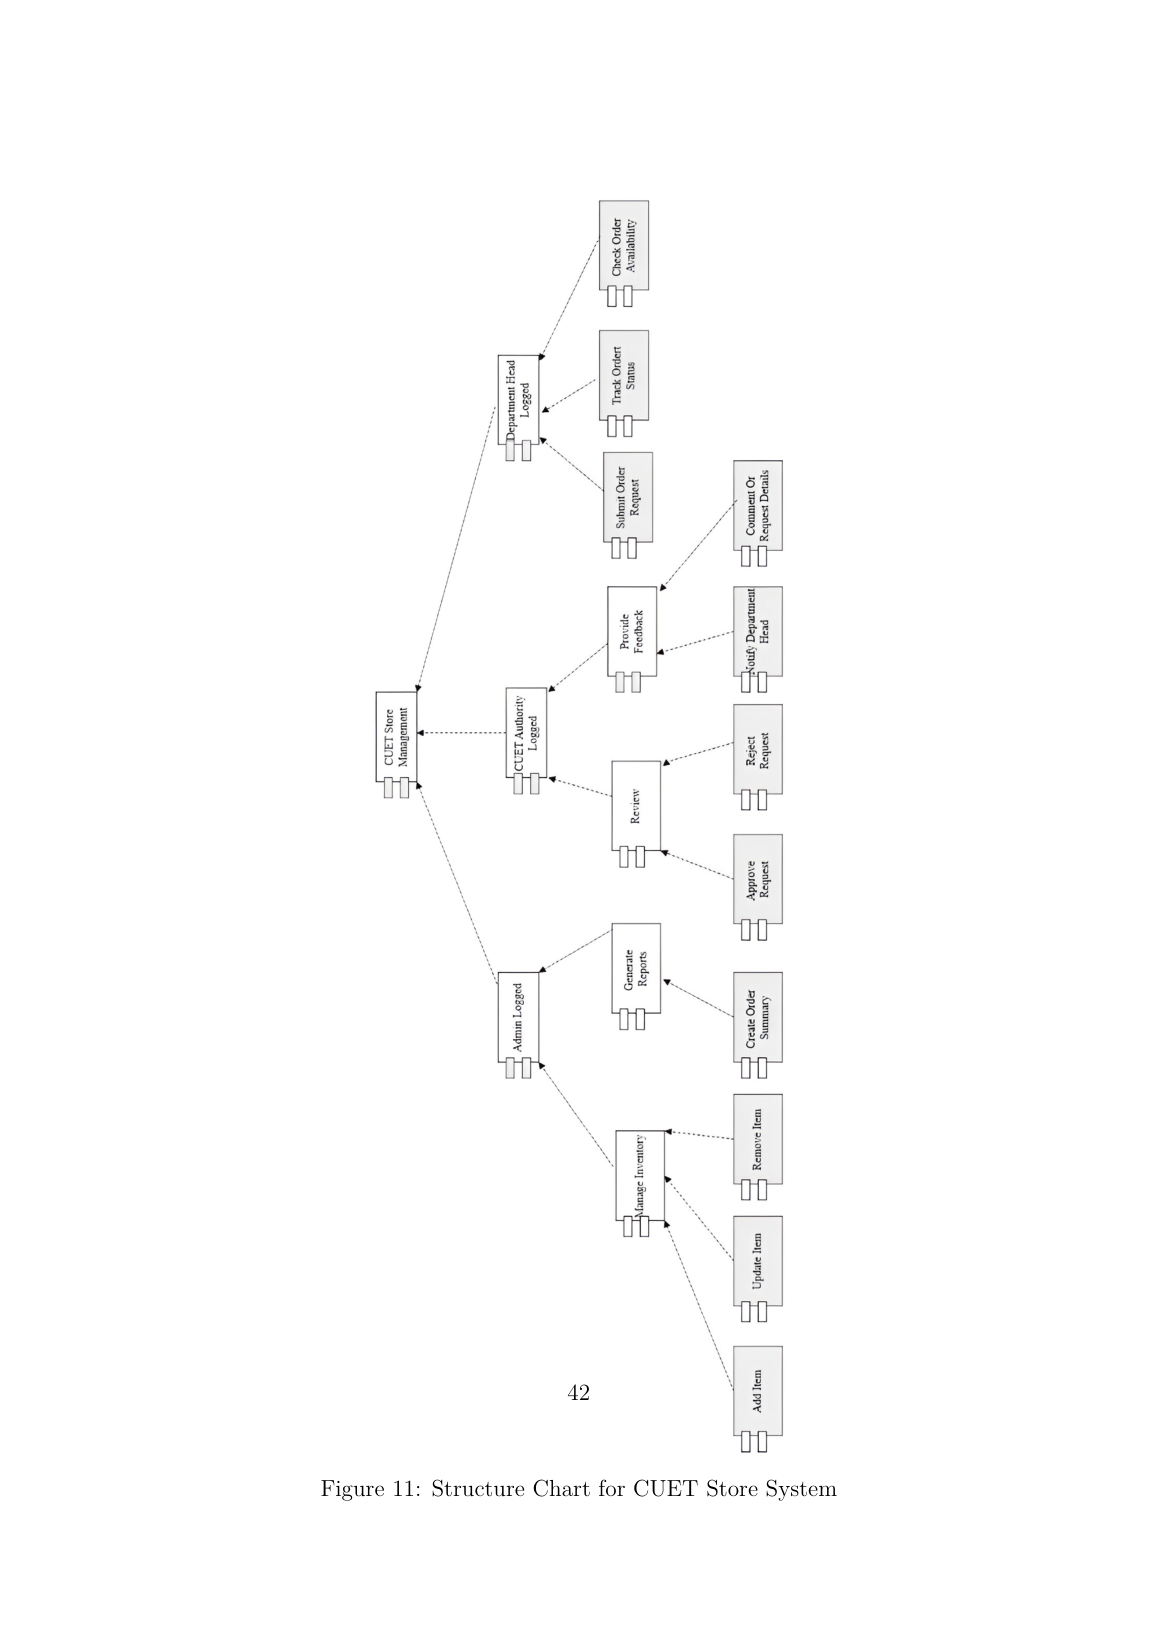 CUET Store
Management
Admin Logged
CUET Authority
Logged
Department Head
Logged
Manage Inventory
Generate
Reports
Review
Provide
Feedback
Submit Order
Request
Track Ordert
Status
Check Order
Availability
Add Item
Update Item
Remove Item
Create Order
Summary
Approve
Request
Reject
Request
Notify Department
Head
Comment Or
Request Details
42
Figure 11: Structure Chart for CUET Store System